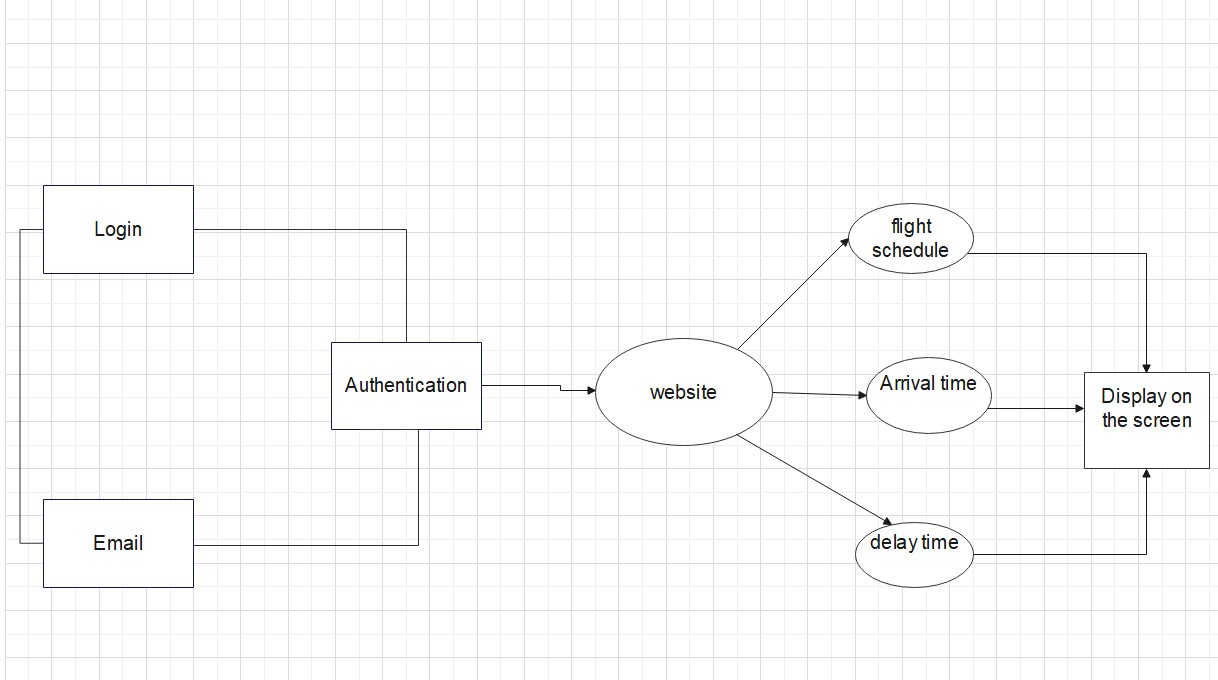 Login
Email
Authentication
website
flight
schedule
Arrival time
delay time
Display on
the screen